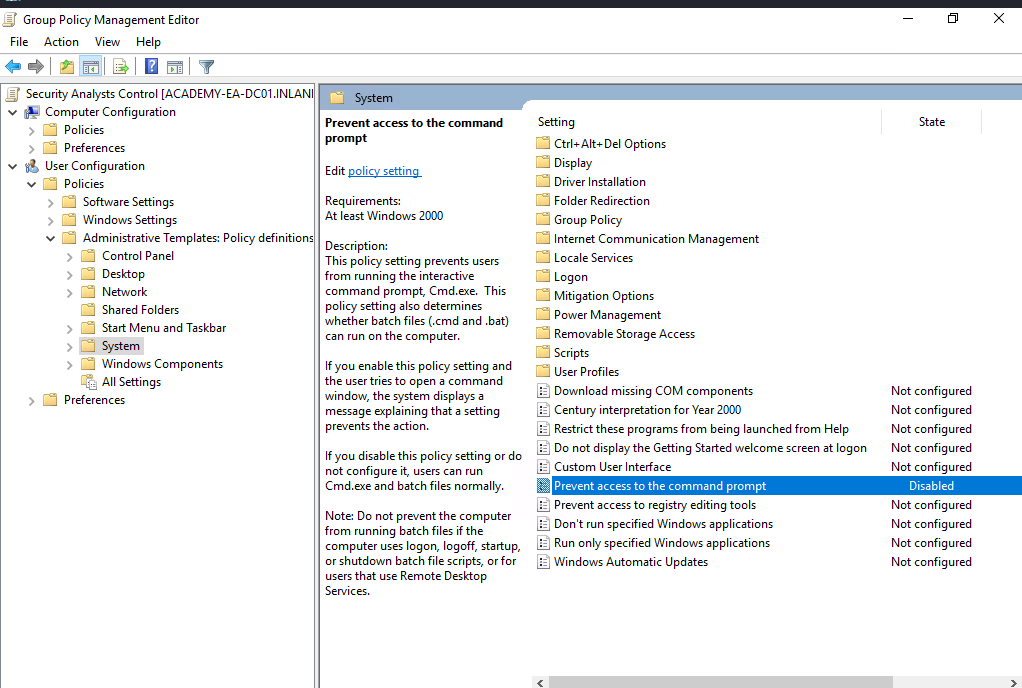 Group Policy Management Editor
File Action View Help
Security Analysts Control [ACADEMY-EA-DC01.INLANI
Computer Configuration
Policies
Preferences
User Configuration
Policies
Software Settings
Windows Settings
Administrative Templates: Policy definitions
Control Panel
Desktop
Network
Shared Folders
Start Menu and Taskbar
System
Windows Components
All Settings
Preferences
System
Prevent access to the command
prompt
Edit policy setting
Requirements:
At least Windows 2000
Description:
This policy setting prevents users
from running the interactive
command prompt, Cmd.exe. This
policy setting also determines
whether batch files (.cmd and .bat)
can run on the computer.
If you enable this policy setting and
the user tries to open a command
window, the system displays a
message explaining that a setting
prevents the action.
If you disable this policy setting or do
not configure it, users can run
Cmd.exe and batch files normally.
Note: Do not prevent the computer
from running batch files if the
computer uses logon, logoff, startup,
or shutdown batch file scripts, or for
users that use Remote Desktop
Services.
Setting State
Ctrl+Alt+Del Options
Display
Driver Installation
Folder Redirection
Group Policy
Internet Communication Management
Locale Services
Logon
Mitigation Options
Power Management
Removable Storage Access
Scripts
User Profiles
Download missing COM components Not configured
Century interpretation for Year 2000 Not configured
Restrict these programs from being launched from Help Not configured
Do not display the Getting Started welcome screen at logon Not configured
Custom User Interface Not configured
Prevent access to the command prompt Disabled
Prevent access to registry editing tools Not configured
Don't run specified Windows applications Not configured
Run only specified Windows applications Not configured
Windows Automatic Updates Not configured